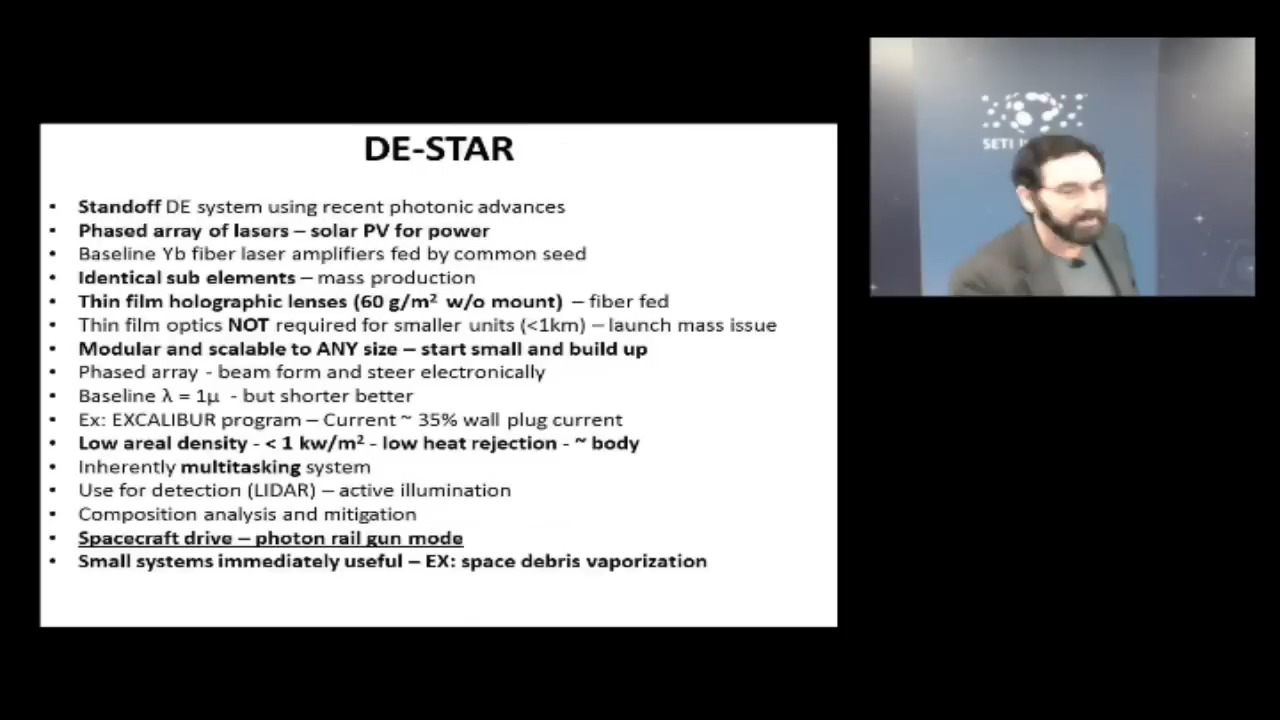 DE-STAR
• Standoff DE system using recent photonic advances
• Phased array of lasers – solar PV for power
• Baseline Yb fiber laser amplifiers fed by common seed
• Identical sub elements – mass production
• Thin film holographic lenses (60 g/m² w/o mount) – fiber fed
• Thin film optics NOT required for smaller units (<1km) – launch mass issue
• Modular and scalable to ANY size – start small and build up
• Phased array - beam form and steer electronically
• Baseline λ = 1μ - but shorter better
• Ex: EXCALIBUR program – Current ~ 35% wall plug current
• Low areal density - < 1 kw/m² - low heat rejection - ~ body
• Inherently multitasking system
• Use for detection (LIDAR) – active illumination
• Composition analysis and mitigation
• Spacecraft drive – photon rail gun mode
• Small systems immediately useful – EX: space debris vaporization
SETI